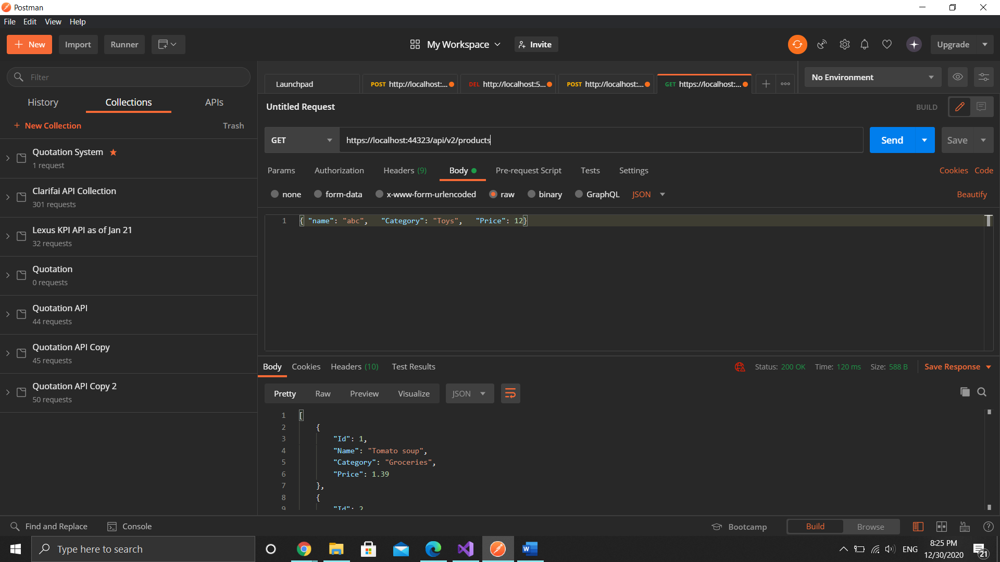 Postman
File Edit View Help
New Import Runner My Workspace Invite Upgrade
Filter
History Collections APIs
New Collection Trash
Quotation System
1 request
Clarifai API Collection
301 requests
Lexus KPI API as of Jan 21
32 requests
Quotation
0 requests
Quotation API
44 requests
Quotation API Copy
45 requests
Quotation API Copy 2
50 requests
Launchpad POST http://localhost:... DEL http://localhost:5... POST http://localhost:... GET https://localhost:... No Environment
Untitled Request BUILD
GET https://localhost:44323/api/v2/products Send Save
Params Authorization Headers (9) Body Pre-request Script Tests Settings Cookies Code
none form-data x-www-form-urlencoded raw binary GraphQL JSON Beautify
1 { "name": "abc", "Category": "Toys", "Price": 12}
Body Cookies Headers (10) Test Results Status: 200 OK Time: 120 ms Size: 588 B Save Response
Pretty Raw Preview Visualize JSON
1 [
2 {
3 "Id": 1,
4 "Name": "Tomato soup",
5 "Category": "Groceries",
6 "Price": 1.39
7 },
8 {
9 "Id": 2
Find and Replace Console Bootcamp Build Browse
Type here to search ENG 8:25 PM
12/30/2020 21